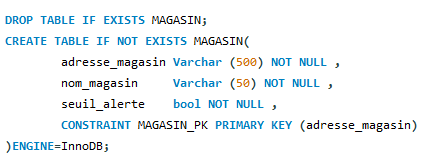 DROP TABLE IF EXISTS MAGASIN;
CREATE TABLE IF NOT EXISTS MAGASIN(
        adresse_magasin Varchar (500) NOT NULL ,
        nom_magasin     Varchar (50) NOT NULL ,
        seuil_alerte    bool NOT NULL ,
        CONSTRAINT MAGASIN_PK PRIMARY KEY (adresse_magasin)
)ENGINE=InnoDB;